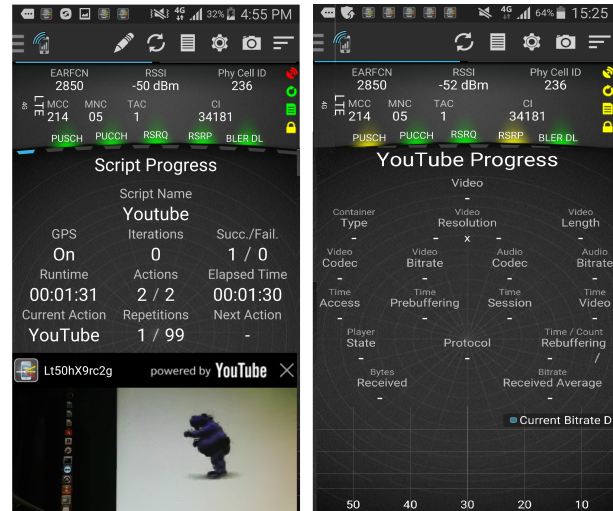 4G 32% 4:55 PM
EARFCN RSSI Phy Cell ID
2850 -50 dBm 236
4G LTE
MCC MNC TAC CI
214 05 1 34181
PUSCH PUCCH RSRQ RSRP BLER DL
Script Progress
Script Name
Youtube
GPS Iterations Succ./Fail.
On 0 1 / 0
Runtime Actions Elapsed Time
00:01:31 2 / 2 00:01:30
Current Action Repetitions Next Action
YouTube 1 / 99 -
Lt50hX9rc2g powered by YouTube
4G 64% 15:25
EARFCN RSSI Phy Cell ID
2850 -52 dBm 236
4G LTE
MCC MNC TAC CI
214 05 1 34181
PUSCH PUCCH RSRQ RSRP BLER DL
YouTube Progress
Video
-
Container Video Video
Type Resolution Length
- - x - -
Video Video Audio Audio
Codec Bitrate Codec Bitrate
- - - -
Time Time Time Time
Access Prebuffering Session Video
- - - -
Player Time / Count
State Protocol Rebuffering
- - - /
Bytes Bitrate
Received Received Average
- -
Current Bitrate D
50 40 30 20 10